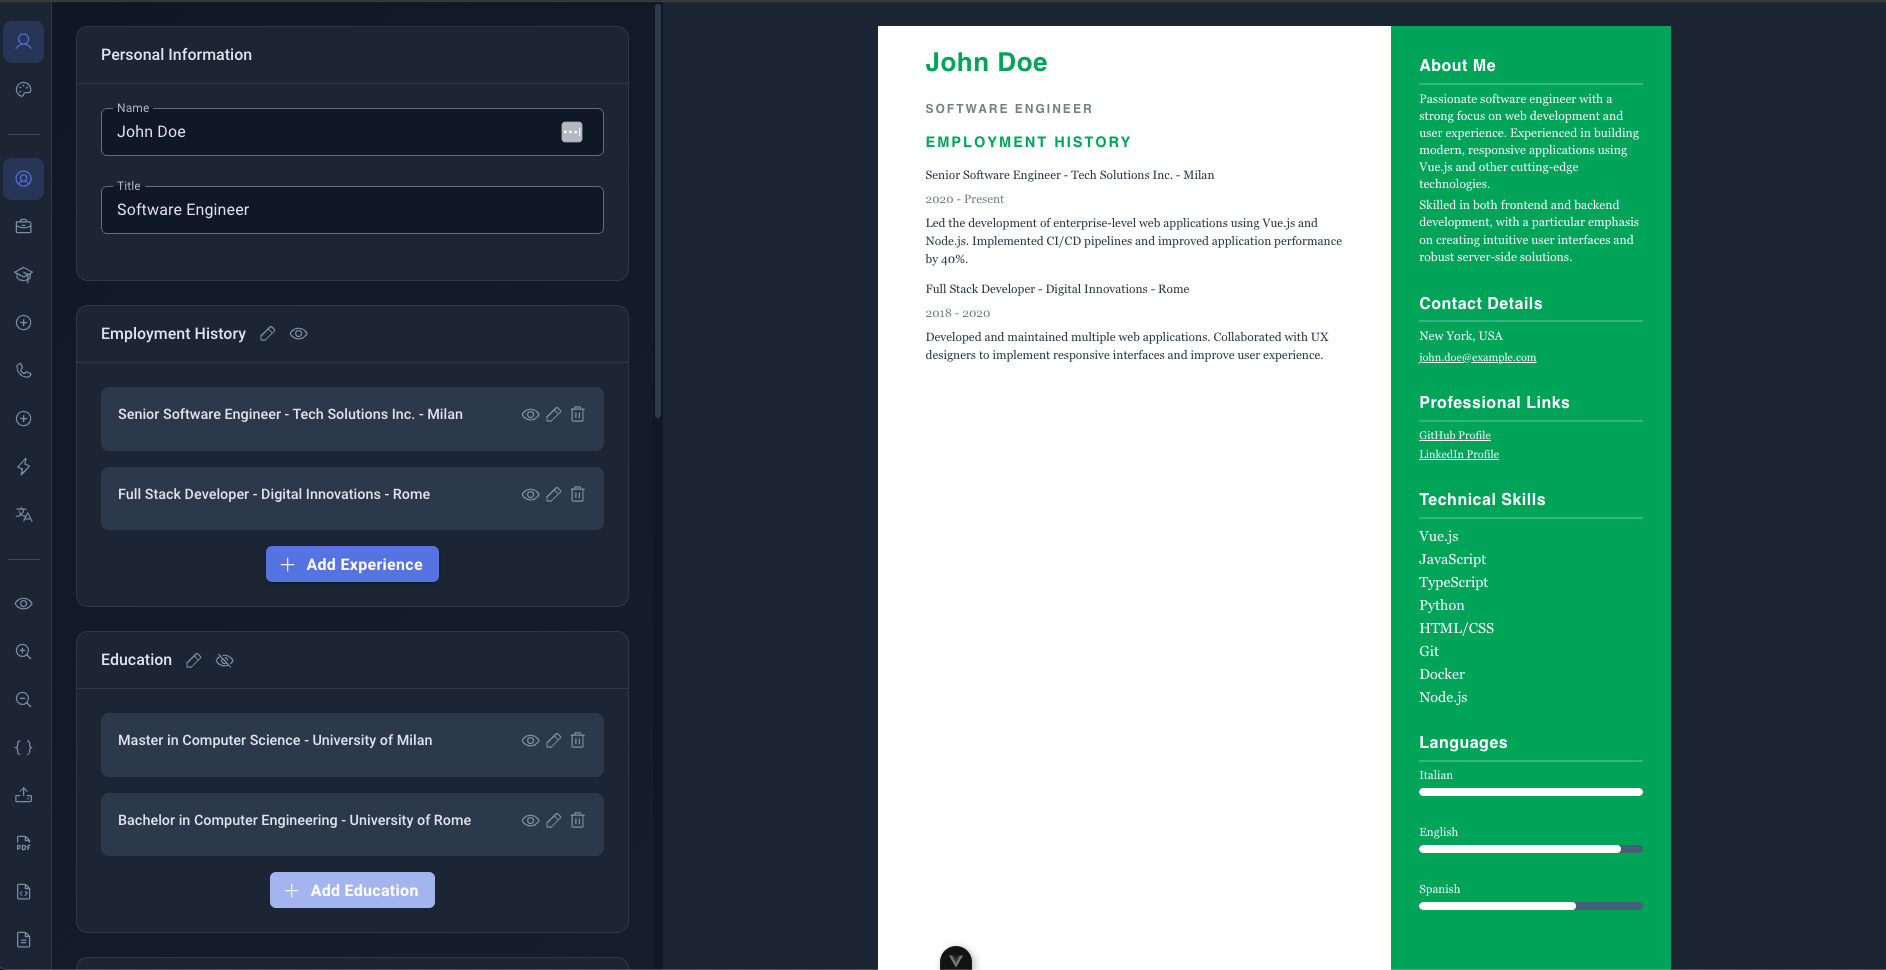 Personal Information
Name
John Doe
Title
Software Engineer
Employment History
Senior Software Engineer - Tech Solutions Inc. - Milan
Full Stack Developer - Digital Innovations - Rome
Add Experience
Education
Master in Computer Science - University of Milan
Bachelor in Computer Engineering - University of Rome
Add Education
PDF
John Doe
SOFTWARE ENGINEER
EMPLOYMENT HISTORY
Senior Software Engineer - Tech Solutions Inc. - Milan
2020 - Present
Led the development of enterprise-level web applications using Vue.js and
Node.js. Implemented CI/CD pipelines and improved application performance
by 40%.
Full Stack Developer - Digital Innovations - Rome
2018 - 2020
Developed and maintained multiple web applications. Collaborated with UX
designers to implement responsive interfaces and improve user experience.
About Me
Passionate software engineer with a
strong focus on web development and
user experience. Experienced in building
modern, responsive applications using
Vue.js and other cutting-edge
technologies.
Skilled in both frontend and backend
development, with a particular emphasis
on creating intuitive user interfaces and
robust server-side solutions.
Contact Details
New York, USA
john.doe@example.com
Professional Links
GitHub Profile
LinkedIn Profile
Technical Skills
Vue.js
JavaScript
TypeScript
Python
HTML/CSS
Git
Docker
Node.js
Languages
Italian
English
Spanish